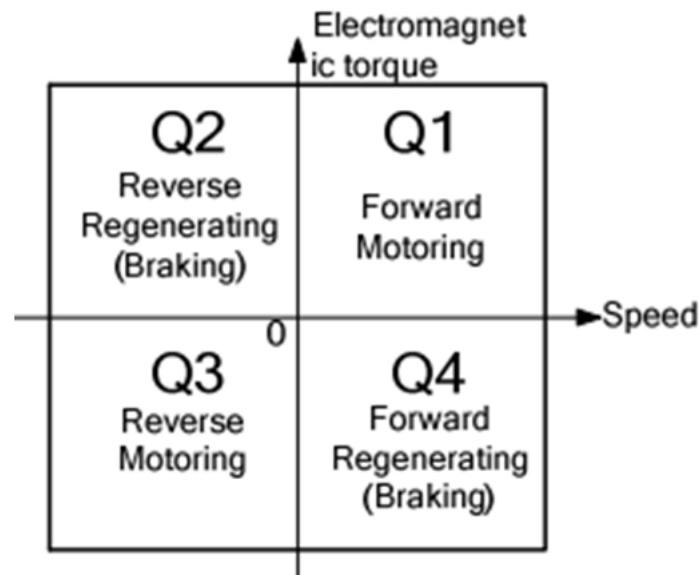 Electromagnet
ic torque
Q2
Reverse
Regenerating
(Braking)
Q1
Forward
Motoring
0
Speed
Q3
Reverse
Motoring
Q4
Forward
Regenerating
(Braking)